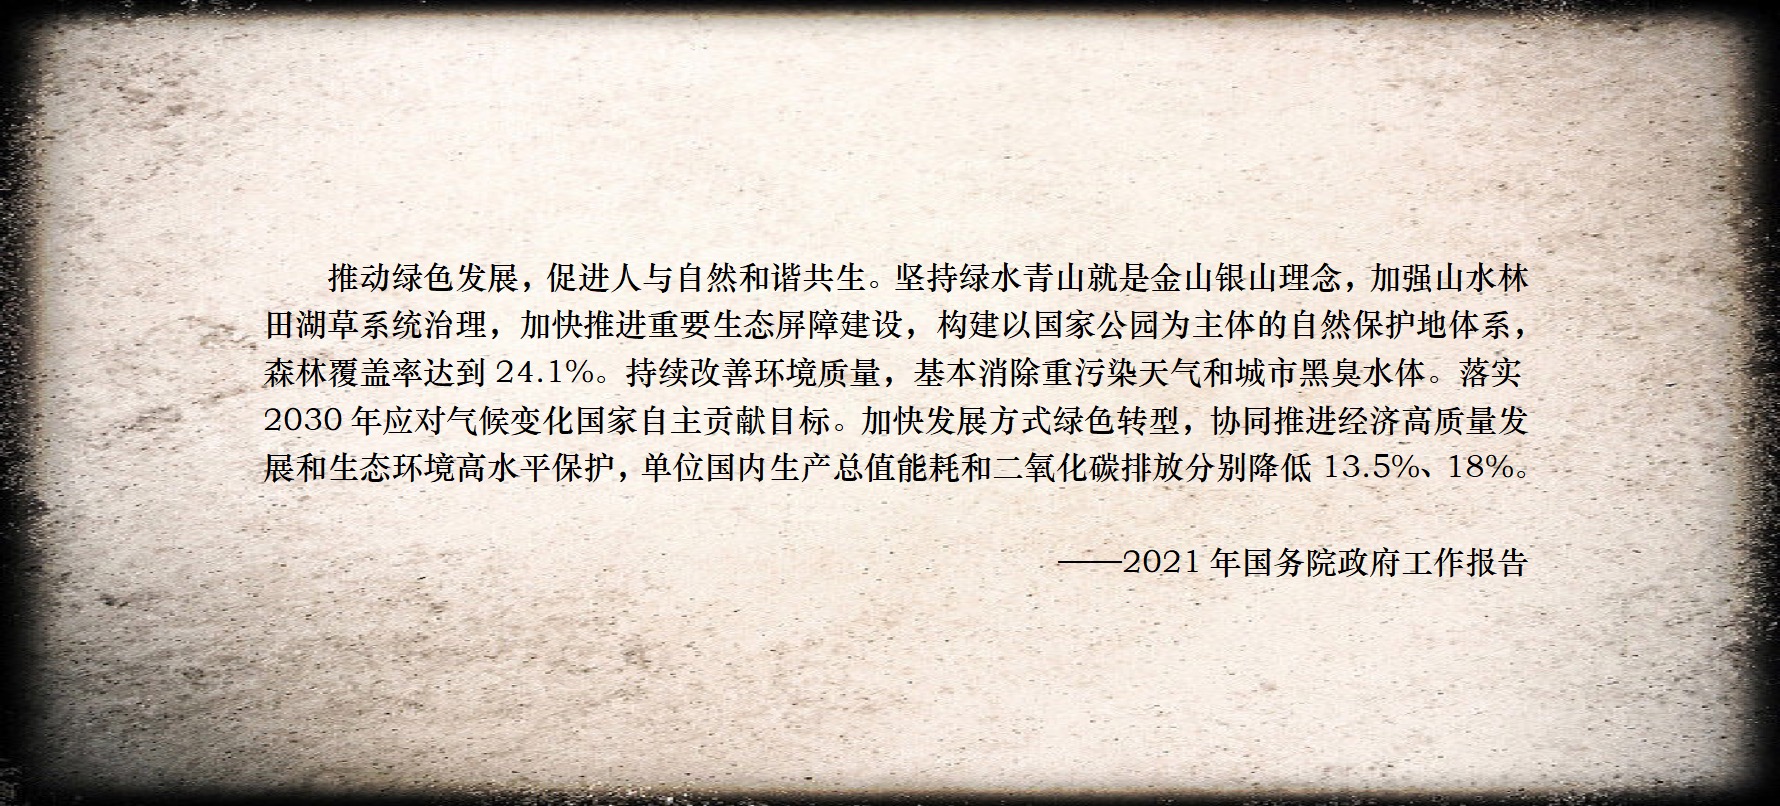 推动绿色发展，促进人与自然和谐共生。坚持绿水青山就是金山银山理念，加强山水林
田湖草系统治理，加快推进重要生态屏障建设，构建以国家公园为主体的自然保护地体系，
森林覆盖率达到 24.1%。持续改善环境质量，基本消除重污染天气和城市黑臭水体。落实
2030 年应对气候变化国家自主贡献目标。加快发展方式绿色转型，协同推进经济高质量发
展和生态环境高水平保护，单位国内生产总值能耗和二氧化碳排放分别降低 13.5%、18%。
——2021 年国务院政府工作报告